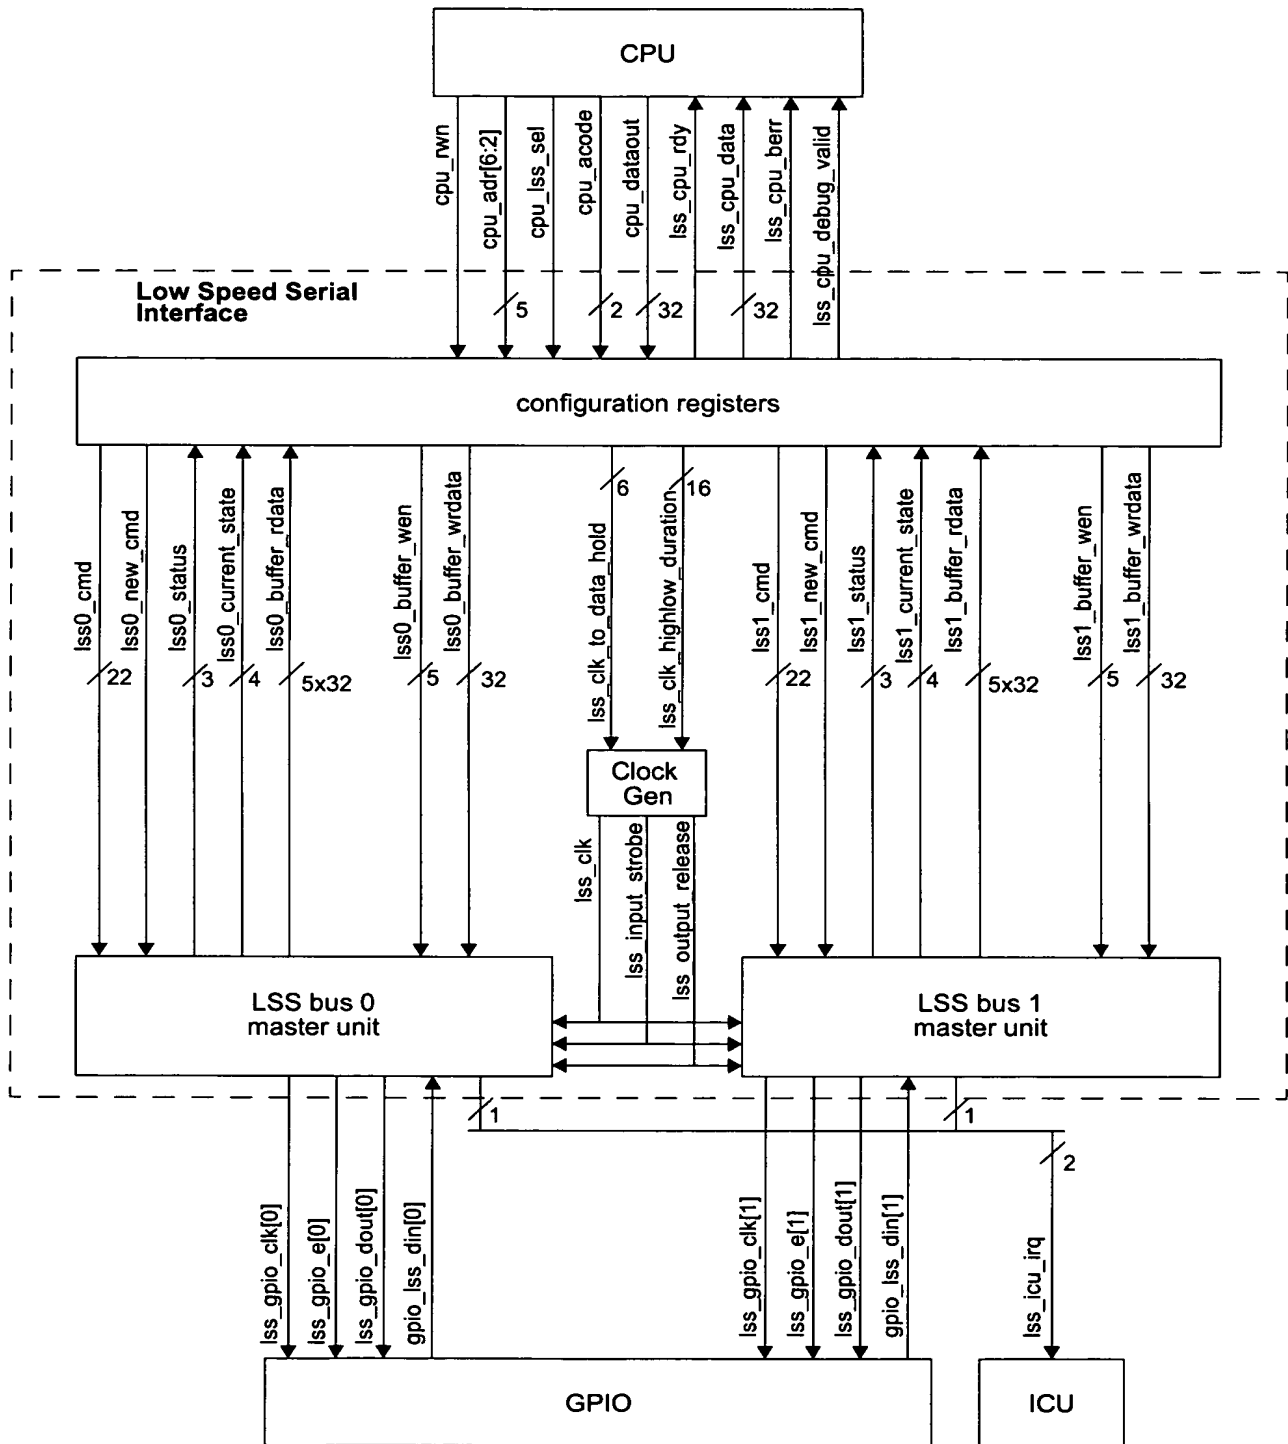 CPU
cpu_rwn
cpu_adr[6:2]
cpu_lss_sel
cpu_acode
cpu_dataout
lss_cpu_rdy
lss_cpu_data
lss_cpu_berr
lss_cpu_debug_valid
Low Speed Serial
Interface
5
2
32
32
configuration registers
6
16
lss0_cmd
lss0_new_cmd
lss0_status
lss0_current_state
lss0_buffer_rdata
lss0_buffer_wen
lss0_buffer_wrdata
lss_clk_to_data_hold
lss_clk_highlow_duration
lss1_cmd
lss1_new_cmd
lss1_status
lss1_current_state
lss1_buffer_rdata
lss1_buffer_wen
lss1_buffer_wrdata
22
3
4
5x32
5
32
22
3
4
5x32
5
32
Clock
Gen
lss_clk
lss_input_strobe
lss_output_release
LSS bus 0
master unit
LSS bus 1
master unit
1
1
2
lss_gpio_clk[0]
lss_gpio_e[0]
lss_gpio_dout[0]
gpio_lss_din[0]
lss_gpio_clk[1]
lss_gpio_e[1]
lss_gpio_dout[1]
gpio_lss_din[1]
lss_icu_irq
GPIO
ICU